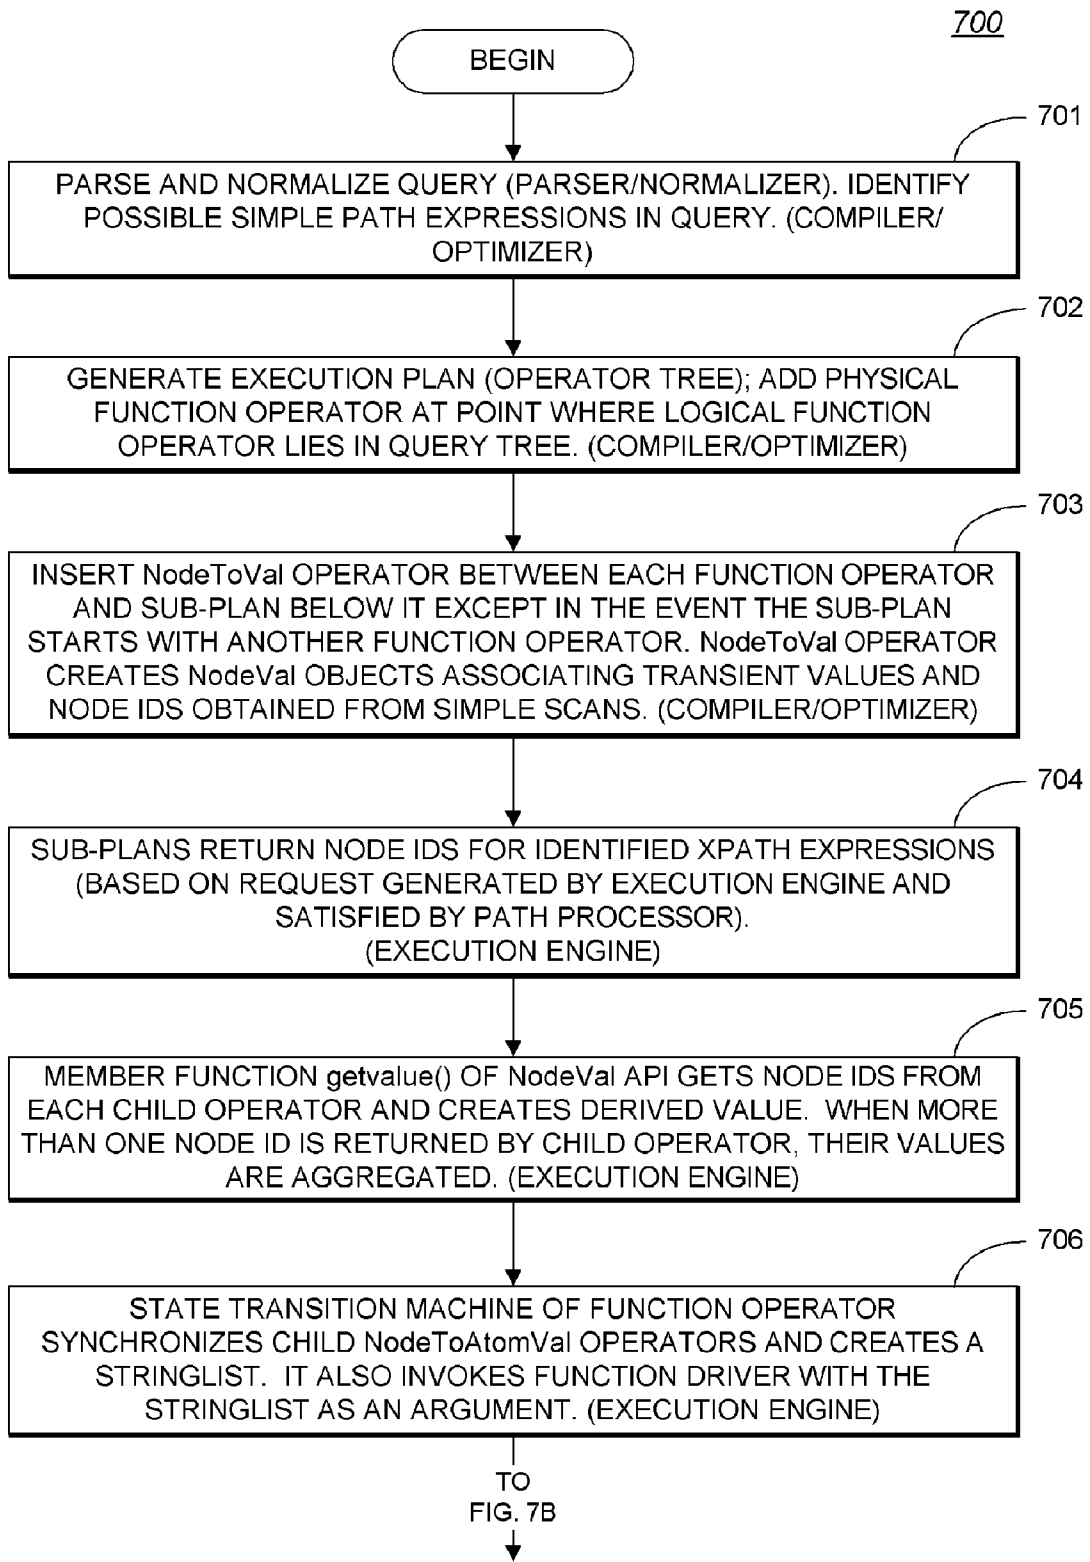 700
BEGIN
701
PARSE AND NORMALIZE QUERY (PARSER/NORMALIZER). IDENTIFY
POSSIBLE SIMPLE PATH EXPRESSIONS IN QUERY. (COMPILER/
OPTIMIZER)
702
GENERATE EXECUTION PLAN (OPERATOR TREE); ADD PHYSICAL
FUNCTION OPERATOR AT POINT WHERE LOGICAL FUNCTION
OPERATOR LIES IN QUERY TREE. (COMPILER/OPTIMIZER)
703
INSERT NodeToVal OPERATOR BETWEEN EACH FUNCTION OPERATOR
AND SUB-PLAN BELOW IT EXCEPT IN THE EVENT THE SUB-PLAN
STARTS WITH ANOTHER FUNCTION OPERATOR. NodeToVal OPERATOR
CREATES NodeVal OBJECTS ASSOCIATING TRANSIENT VALUES AND
NODE IDS OBTAINED FROM SIMPLE SCANS. (COMPILER/OPTIMIZER)
704
SUB-PLANS RETURN NODE IDS FOR IDENTIFIED XPATH EXPRESSIONS
(BASED ON REQUEST GENERATED BY EXECUTION ENGINE AND
SATISFIED BY PATH PROCESSOR).
(EXECUTION ENGINE)
705
MEMBER FUNCTION getvalue() OF NodeVal API GETS NODE IDS FROM
EACH CHILD OPERATOR AND CREATES DERIVED VALUE. WHEN MORE
THAN ONE NODE ID IS RETURNED BY CHILD OPERATOR, THEIR VALUES
ARE AGGREGATED. (EXECUTION ENGINE)
706
STATE TRANSITION MACHINE OF FUNCTION OPERATOR
SYNCHRONIZES CHILD NodeToAtomVal OPERATORS AND CREATES A
STRINGLIST. IT ALSO INVOKES FUNCTION DRIVER WITH THE
STRINGLIST AS AN ARGUMENT. (EXECUTION ENGINE)
TO
FIG. 7B